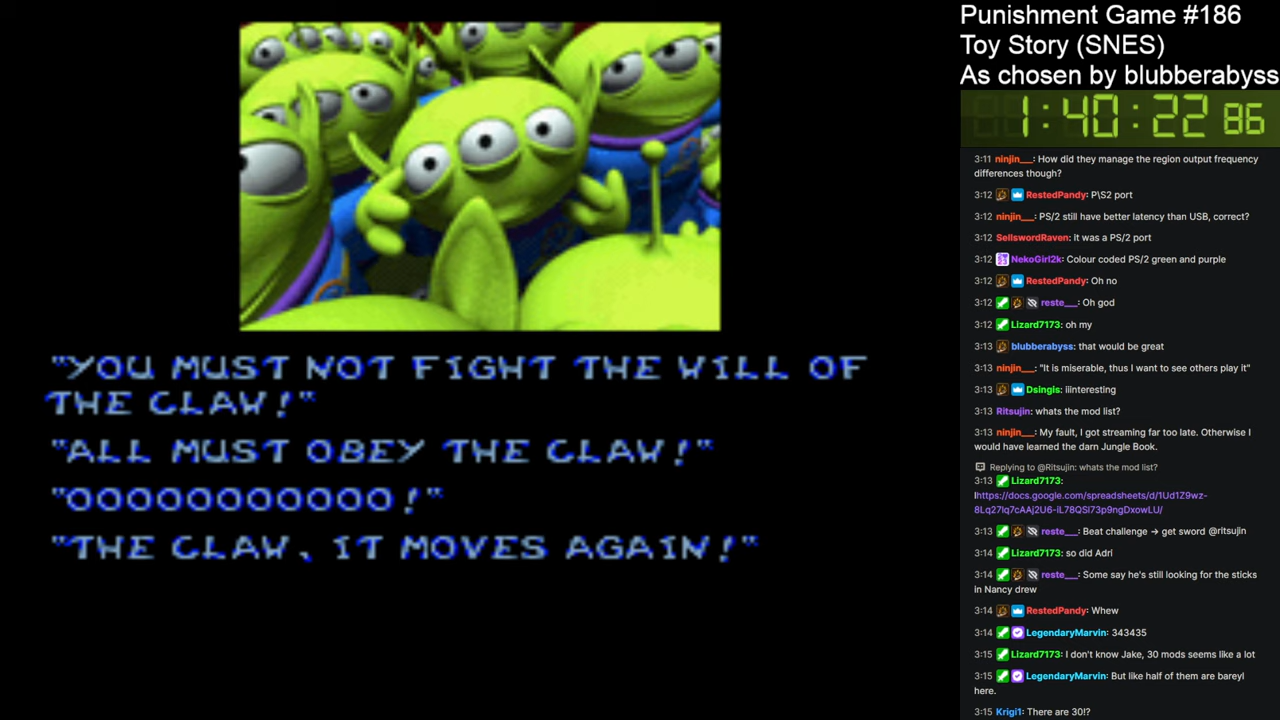 "YOU MUST NOT FIGHT THE WILL OF
THE CLAW!"
"ALL MUST OBEY THE CLAW!"
"OOOOOOOOOOOO!"
"THE CLAW, IT MOVES AGAIN!"
Punishment Game #186
Toy Story (SNES)
As chosen by blubberabyss
1:40:22 86
3:11 ninjin___: How did they manage the region output frequency
differences though?
3:12 RestedPandy: P\S2 port
3:12 ninjin___: PS/2 still have better latency than USB, correct?
3:12 SellswordRaven: it was a PS/2 port
3:12 NekoGirl2k: Colour coded PS/2 green and purple
3:12 RestedPandy: Oh no
3:12 reste___: Oh god
3:12 Lizard7173: oh my
3:13 blubberabyss: that would be great
3:13 ninjin___: "It is miserable, thus I want to see others play it"
3:13 Dsingis: iiinteresting
3:13 Ritsujin: whats the mod list?
3:13 ninjin___: My fault, I got streaming far too late. Otherwise I
would have learned the darn Jungle Book.
Replying to @Ritsujin: whats the mod list?
3:13 Lizard7173:
lhttps://docs.google.com/spreadsheets/d/1Ud1Z9wz-
8Lq27lq7cAAj2U6-iL78QSl73p9ngDxowLU/
3:13 reste___: Beat challenge → get sword @ritsujin
3:14 Lizard7173: so did Adri
3:14 reste___: Some say he's still looking for the sticks
in Nancy drew
3:14 RestedPandy: Whew
3:14 LegendaryMarvin: 343435
3:15 Lizard7173: I don't know Jake, 30 mods seems like a lot
3:15 LegendaryMarvin: But like half of them are bareyl
here.
3:15 Krigi1: There are 30!?